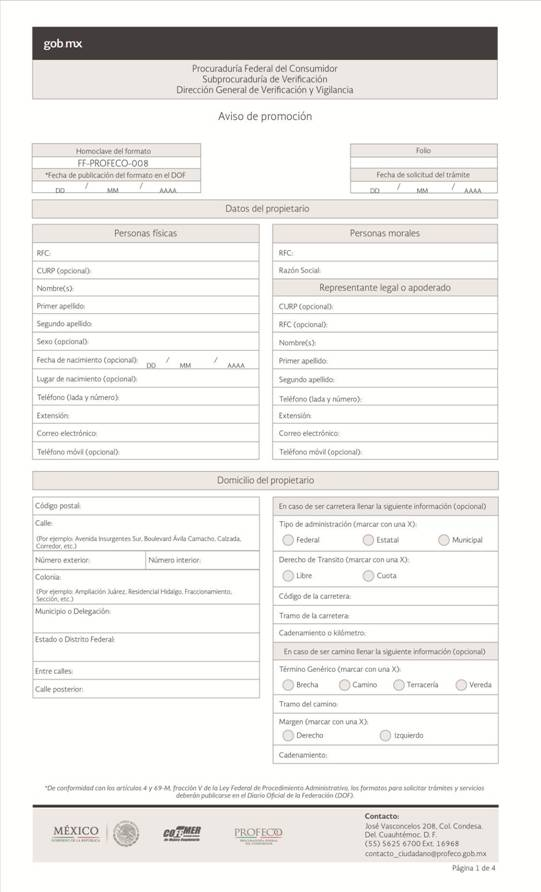 gob mx
Procuraduría Federal del Consumidor
Subprocuraduría de Verificación
Dirección General de Verificación y Vigilancia
Aviso de promoción
Homoclave del formato
FF-PROFECO-008
*Fecha de publicación del formato en el DOF
DD / MM / AAAA
Folio
Fecha de solicitud del trámite
DD / MM / AAAA
Datos del propietario
Personas físicas
RFC:
CURP (opcional):
Nombre(s):
Primer apellido:
Segundo apellido:
Sexo (opcional):
Fecha de nacimiento (opcional): DD / MM / AAAA
Lugar de nacimiento (opcional):
Teléfono (lada y número):
Extensión:
Correo electrónico:
Teléfono móvil (opcional):
Personas morales
RFC:
Razón Social:
Representante legal o apoderado
CURP (opcional):
RFC (opcional):
Nombre(s):
Primer apellido:
Segundo apellido:
Teléfono (lada y número):
Extensión:
Correo electrónico:
Teléfono móvil (opcional):
Domicilio del propietario
Código postal:
Calle:
(Por ejemplo: Avenida Insurgentes Sur, Boulevard Ávila Camacho, Calzada,
Corredor, etc.)
Número exterior: Número interior:
Colonia:
(Por ejemplo: Ampliación Juárez, Residencial Hidalgo, Fraccionamiento,
Sección, etc.)
Municipio o Delegación:
Estado o Distrito Federal:
Entre calles:
Calle posterior:
En caso de ser carretera llenar la siguiente información (opcional)
Tipo de administración (marcar con una X):
Federal Estatal Municipal
Derecho de Transito (marcar con una X):
Libre Cuota
Código de la carretera:
Tramo de la carretera:
Cadenamiento o kilómetro:
En caso de ser camino llenar la siguiente información (opcional)
Término Genérico (marcar con una X):
Brecha Camino Terracería Vereda
Tramo del camino:
Margen (marcar con una X):
Derecho Izquierdo
Cadenamiento:
*De conformidad con los artículos 4 y 69-M, fracción V de la Ley Federal de Procedimiento Administrativo, los formatos para solicitar trámites y servicios
deberán publicarse en el Diario Oficial de la Federación (DOF).
MÉXICO
GOBIERNO DE LA REPÚBLICA
COFEMER
PROFECO
PROCURADURÍA FEDERAL
DEL CONSUMIDOR
Contacto:
José Vasconcelos 208, Col. Condesa,
Del. Cuauhtémoc, D. F.
(55) 5625 6700 Ext. 16968
contacto_ciudadano@profeco.gob.mx
Página 1 de 4